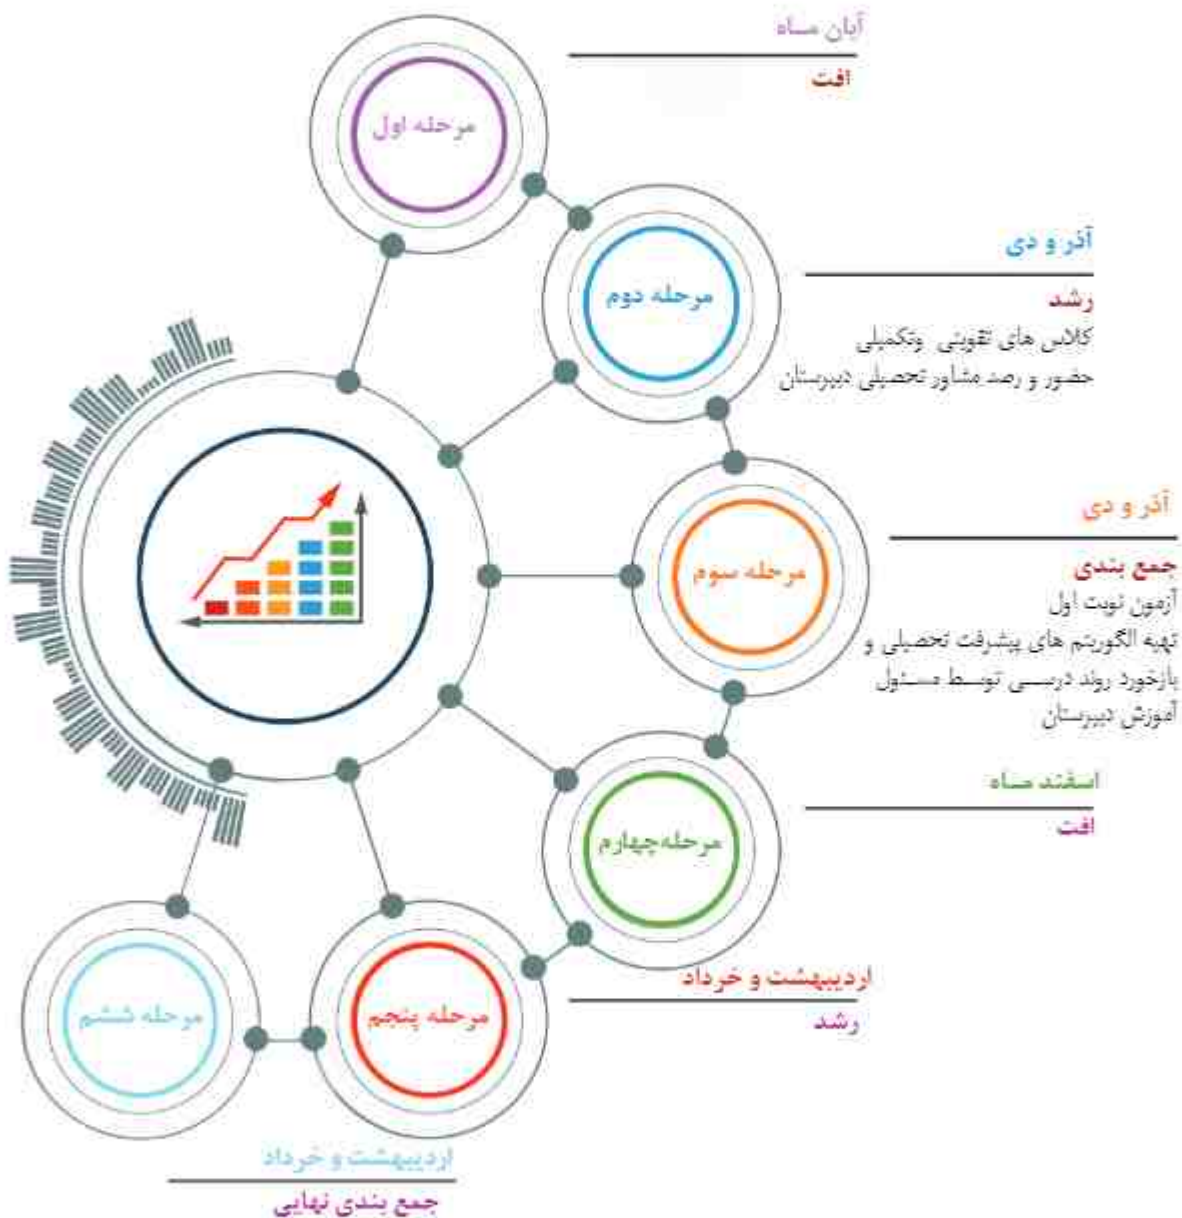 آبان ماه
افت
مرحله اول
آذر و دی
رشد
کلاس های تقویتی وتکمیلی
حضور و رصد مشاور تحصیلی دبیرستان
مرحله دوم
آذر و دی
جمع بندی
آزمون نوبت اول
تهیه الگوریتم های پیشرفت تحصیلی و
بازخورد روند درسی توسط مسئول
آموزش دبیرستان
مرحله سوم
اسفند ماه
افت
مرحله چهارم
اردیبهشت و خرداد
رشد
مرحله پنجم
مرحله ششم
اردیبهشت و خرداد
جمع بندی نهایی